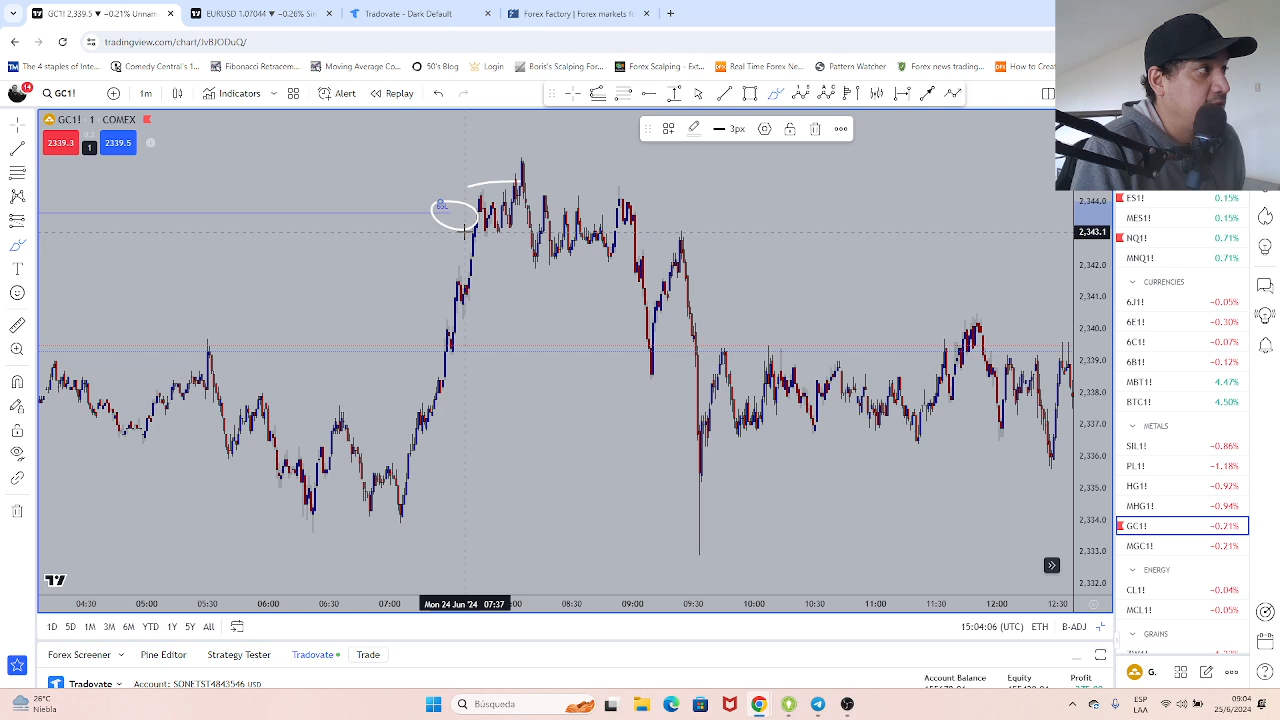 GC1! 2339.5 ▼ −0.21% Unnam
EURUSD 1.07044 ▼ −0.26% Sin
Tradovate - Dark Default
Forex Factory | Forex markets fo
tradingview.com/chart/JvBJODuQ/
The 4 staples of Inte
Comedy Central's 1
Fibonacci Retracem
Moving Average Co
50's Blog
Login
Boris's Scalping For
Forex Scalping - Ext
Real Time Forex Ne
Pattern Watcher
Forex news trading
How to Create
14
GC1!
1m
Indicators
Alert
Replay
GC1! · 1 · COMEX
3px
2339.3
0.2
1
2339.5
BSL
2,344.0
2,343.1
2,342.0
2,341.0
2,340.0
2,339.0
2,338.0
2,337.0
2,336.0
2,335.0
2,334.0
2,333.0
2,332.0
04:30
05:00
05:30
06:00
06:30
07:00
Mon 24 Jun '24 07:37
:00
08:30
09:00
09:30
10:00
10:30
11:00
11:30
12:00
12:30
ES1! 0.15%
MES1! 0.15%
NQ1! 0.71%
MNQ1! 0.71%
CURRENCIES
6J1! −0.05%
6E1! −0.30%
6C1! −0.07%
6B1! −0.12%
MBT1! 4.47%
BTC1! 4.50%
METALS
SIL1! −0.86%
PL1! −1.18%
HG1! −0.92%
MHG1! −0.94%
GC1! −0.21%
MGC1! −0.21%
ENERGY
CL1! −0.04%
MCL1! −0.05%
GRAINS
1D 5D 1M 3M 6M YTD 1Y 5Y All
15:04:06 (UTC) ETH B-ADJ
Forex Screener
Pine Editor
Strategy Tester
Tradovate
Trade
G.
Tradovate
Account: SONETST4843546 USD
Account Balance
Equity
Profit
26°C
Niebla
Búsqueda
ESP
LAA
09:04
25/6/2024